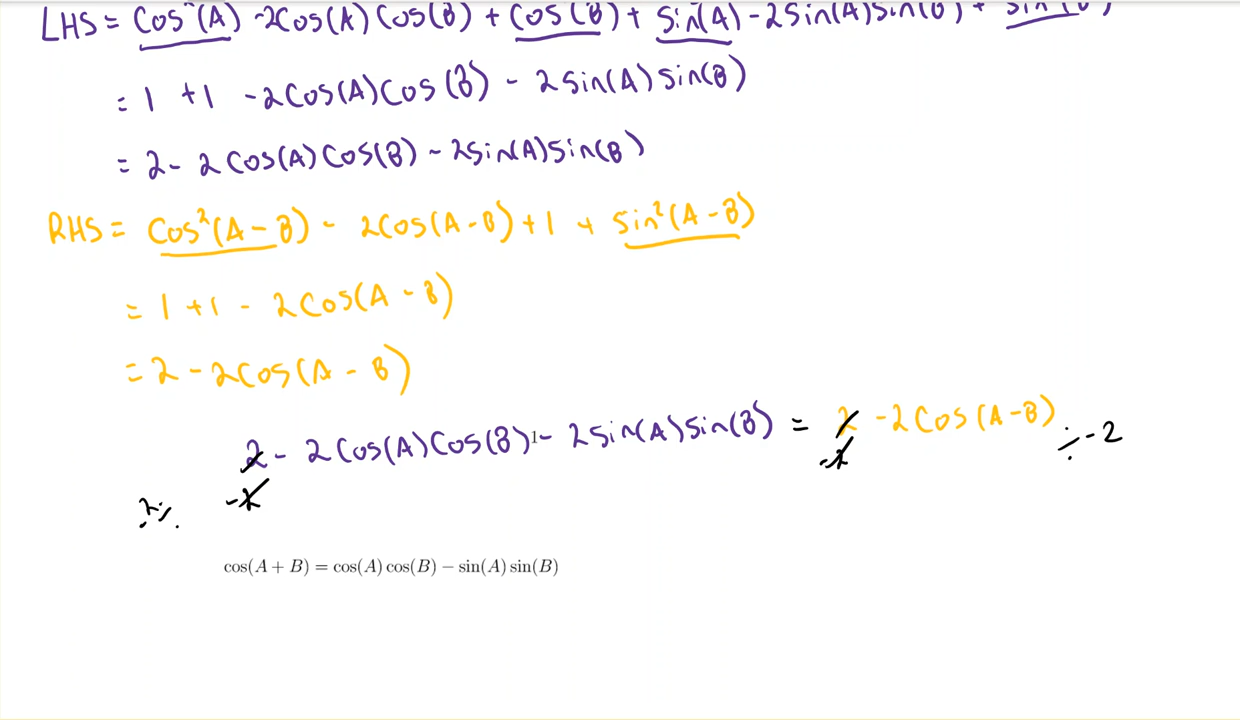 LHS = Cos²(A) -2Cos(A) Cos(B) + Cos²(B) + Sin²(A) - 2Sin(A)Sin(B) + Sin²(B)
= 1 + 1 - 2Cos(A)Cos(B) - 2Sin(A)Sin(B)
= 2 - 2Cos(A)Cos(B) - 2Sin(A)Sin(B)
RHS = Cos²(A - B) - 2Cos(A - B) + 1 + Sin²(A - B)
= 1 + 1 - 2Cos(A - B)
= 2 - 2Cos(A - B)
2 - 2Cos(A)Cos(B) - 2Sin(A)Sin(B) = 2 - 2Cos(A - B) ÷ -2
-2 -2
cos(A + B) = cos(A) cos(B) − sin(A) sin(B)